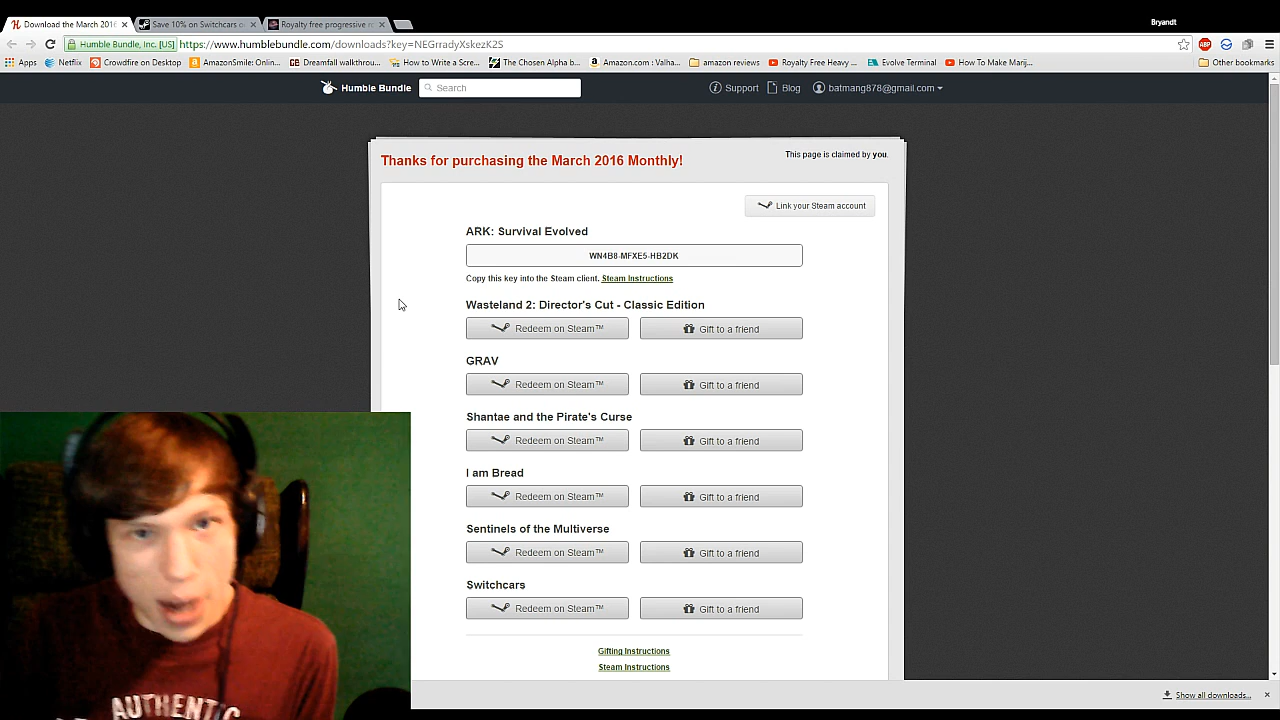 Download the March 2016
Save 10% on Switchcars o
Royalty free progressive ro
Bryandt
Humble Bundle, Inc. [US]
https://www.humblebundle.com/downloads?key=NEGrradyXskezK2S
ABP
Apps
Netflix
Crowdfire on Desktop
AmazonSmile: Onlin...
Dreamfall walkthrou...
How to Write a Scre...
The Chosen Alpha b...
Amazon.com : Valha...
amazon reviews
Royalty Free Heavy ...
Evolve Terminal
How To Make Marij...
Other bookmarks
Humble Bundle
Search
Support
Blog
batmang878@gmail.com
Thanks for purchasing the March 2016 Monthly!
This page is claimed by you.
Link your Steam account
ARK: Survival Evolved
WN4B8-MFXE5-HB2DK
Copy this key into the Steam client. Steam Instructions
Wasteland 2: Director's Cut - Classic Edition
Redeem on Steam™
Gift to a friend
GRAV
Redeem on Steam™
Gift to a friend
Shantae and the Pirate's Curse
Redeem on Steam™
Gift to a friend
I am Bread
Redeem on Steam™
Gift to a friend
Sentinels of the Multiverse
Redeem on Steam™
Gift to a friend
Switchcars
Redeem on Steam™
Gift to a friend
Gifting Instructions
Steam Instructions
AUTHENTIC
Show all downloads...